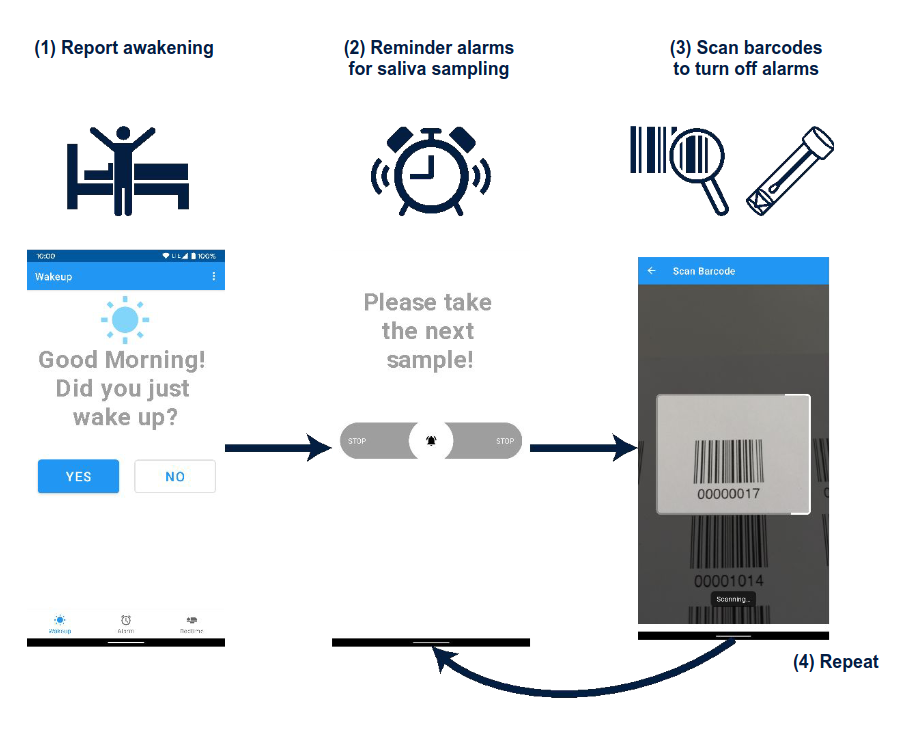 (1) Report awakening
(2) Reminder alarms
for saliva sampling
(3) Scan barcodes
to turn off alarms
10:00
100%
Wakeup
Good Morning!
Did you just
wake up?
YES
NO
Wakeup
Alarm
Bedtime
Please take
the next
sample!
STOP
STOP
Scan Barcode
00000017
00001014
Scanning...
(4) Repeat